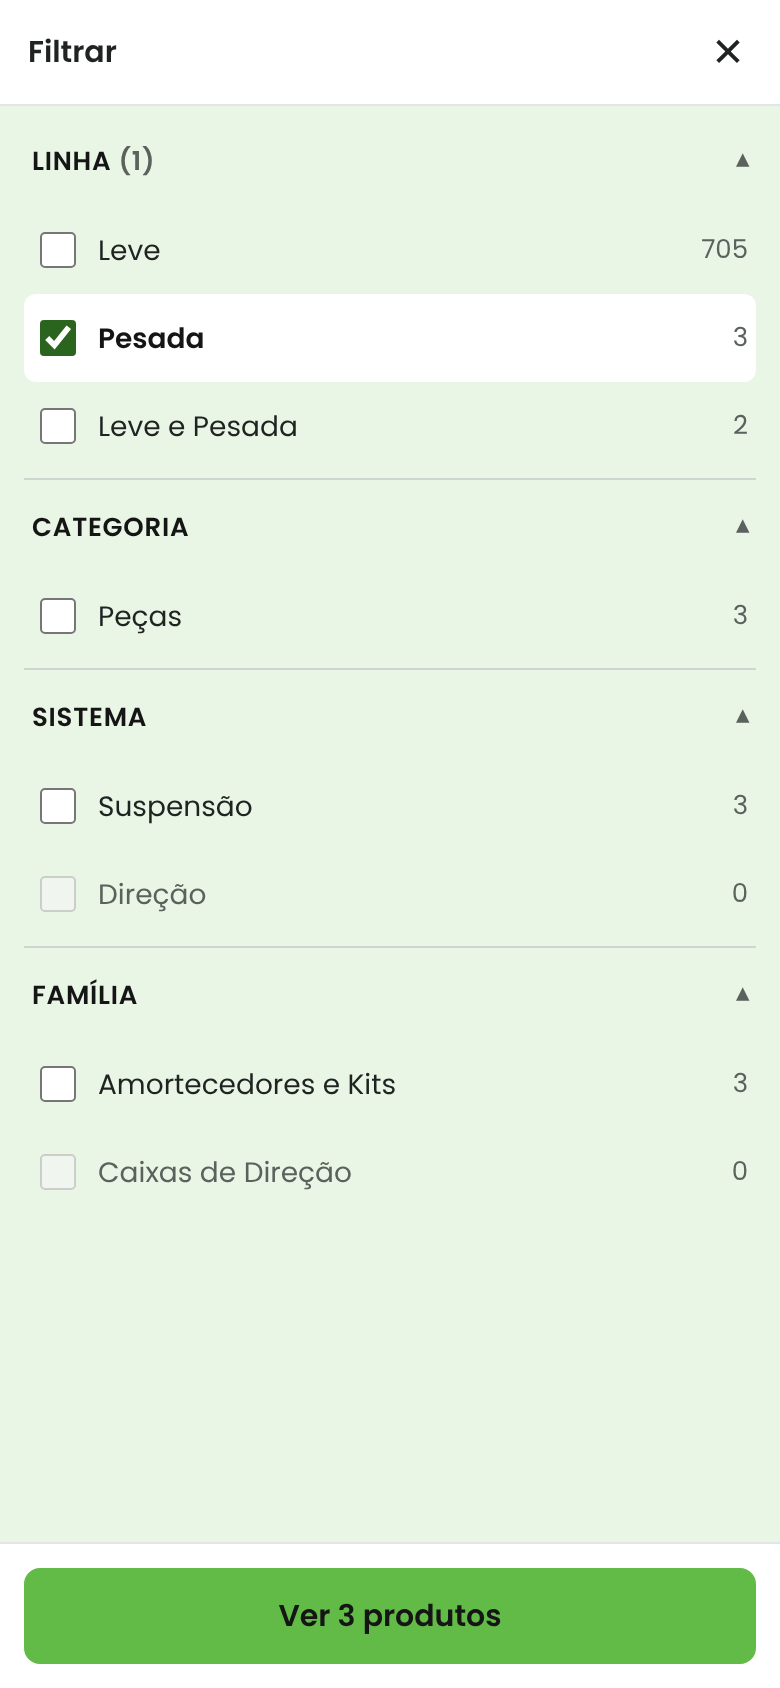 Filtrar ✕
LINHA (1) ▲
Leve 705
Pesada 3
Leve e Pesada 2
CATEGORIA ▲
Peças 3
SISTEMA ▲
Suspensão 3
Direção 0
FAMÍLIA ▲
Amortecedores e Kits 3
Caixas de Direção 0
Ver 3 produtos